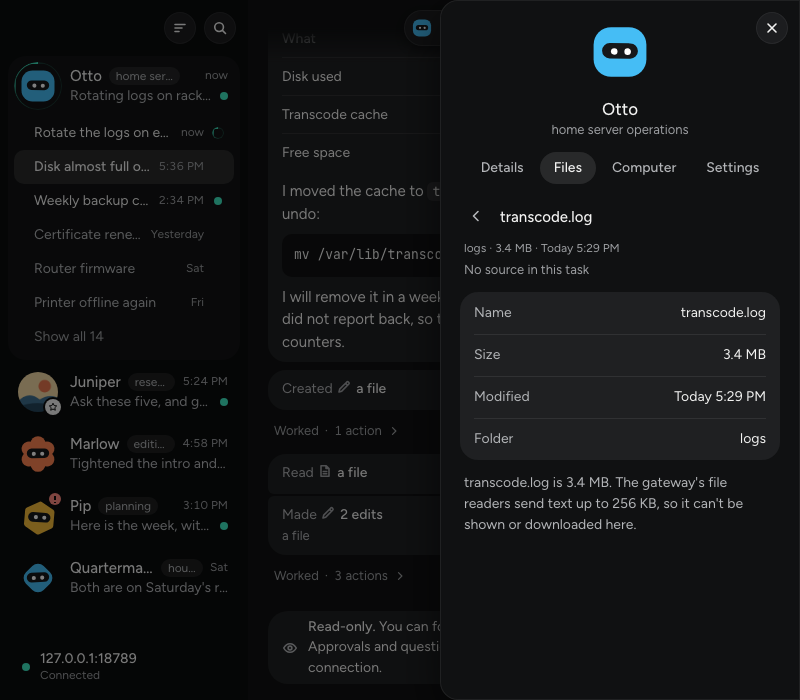 Otto home ser... now
Rotating logs on rack...
Rotate the logs on e... now
Disk almost full o... 5:36 PM
Weekly backup c... 2:34 PM
Certificate rene... Yesterday
Router firmware Sat
Printer offline again Fri
Show all 14
Juniper rese... 5:24 PM
Ask these five, and g...
Marlow editi... 4:58 PM
Tightened the intro and...
Pip planning 3:10 PM
Here is the week, wit...
Quarterma... hou... Sat
Both are on Saturday's r...
127.0.0.1:18789
Connected
What
Disk used
Transcode cache
Free space
I moved the cache to
undo:
mv /var/lib/transco
I will remove it in a week
did not report back, so t
counters.
Created a file
Worked · 1 action
Read a file
Made 2 edits
a file
Worked · 3 actions
Read-only. You can fo
Approvals and questi
connection.
Otto
home server operations
Details Files Computer Settings
transcode.log
logs · 3.4 MB · Today 5:29 PM
No source in this task
Name transcode.log
Size 3.4 MB
Modified Today 5:29 PM
Folder logs
transcode.log is 3.4 MB. The gateway's file
readers send text up to 256 KB, so it can't be
shown or downloaded here.